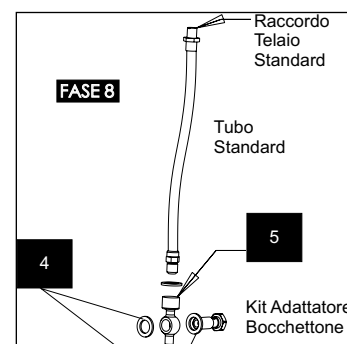 Raccordo
Telaio
Standard
FASE 8
Tubo
Standard
5
4
Kit Adattatore
Bocchettone